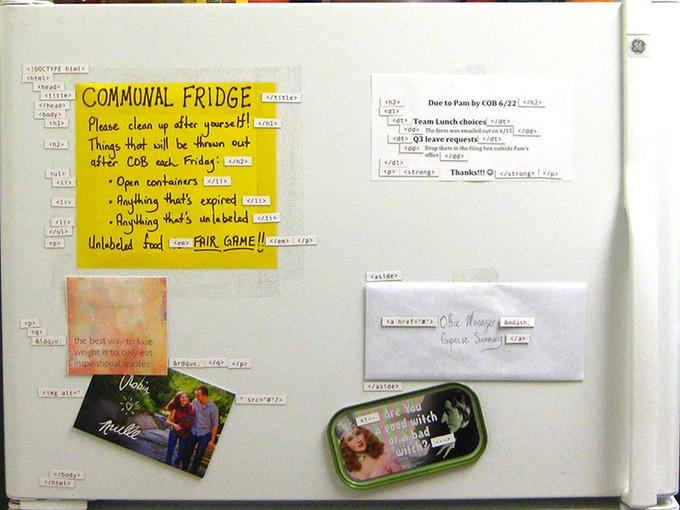 <!DOCTYPE html>
<html>
<head>
<title> COMMUNAL FRIDGE </title>
</head>
<body>
<h1> Please clean up after yourself! </h1>
<h2> Things that will be thrown out
after COB each Friday: </h2>
<ul>
<li> • Open containers </li>
<li> • Anything that's expired </li>
<li> • Anything that's unlabeled </li>
</ul>
<p> Unlabeled food <em> FAIR GAME!! </em> </p>
<p>
<q>
&ldquo; the best way to lose
weight is to only eat
inspirational quotes &rdquo; </q> </p>
<img alt=" Robin " src="#"/>
</body>
</html>
<h2> Due to Pam by COB 6/22 </h2>
<dl>
<dt> Team Lunch choices </dt>
<dd> The form was emailed out on 6/15 </dd>
<dt> Q3 leave requests </dt>
<dd> Drop them in the filing box outside Pam's
office </dd>
</dl>
<p> <strong> Thanks!!! ☺ </strong> </p>
<aside>
<a href="#"> Office Manager &mdash;
Expense Summary </a>
</aside>
<!-- Are You
a good witch
or a bad
witch? -->
GE